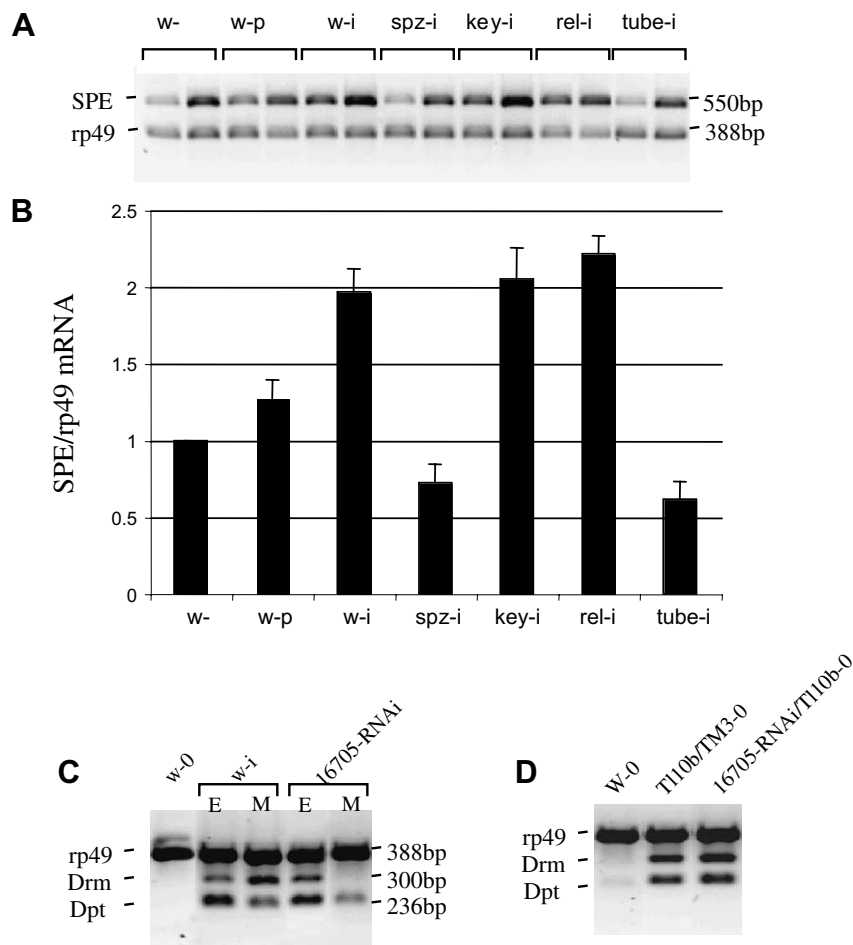 A
w- w-p w-i spz-i key-i rel-i tube-i
SPE 550bp
rp49 388bp
B
2.5
2
1.5
1
0.5
0
SPE/rp49 mRNA
w- w-p w-i spz-i key-i rel-i tube-i
C
w-0 w-i 16705-RNAi
E M E M
rp49 388bp
Drm 300bp
Dpt 236bp
D
W-0 Tl10b/TM3-0 16705-RNAi/Tl10b-0
rp49
Drm
Dpt